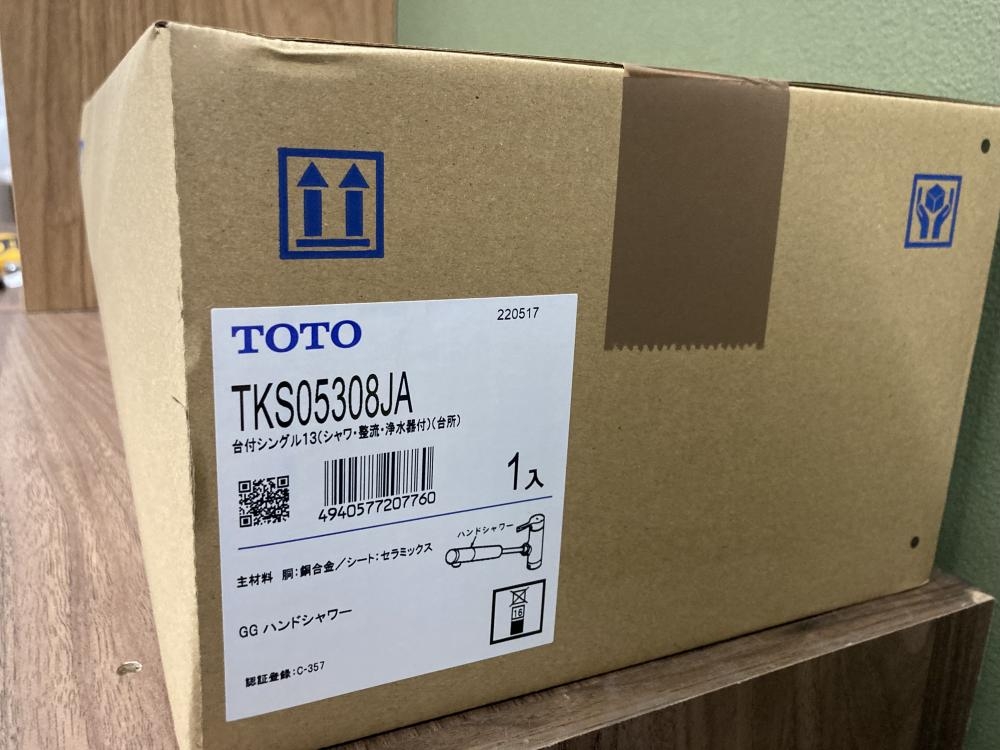 220517
TOTO
TKS05308JA
台付シングル13(シャワ・整流・浄水器付)(台所)
4940577207760
1入
ハンドシャワー
主材料 胴:銅合金/シート:セラミックス
16
GG ハンドシャワー
認証登録:C-357